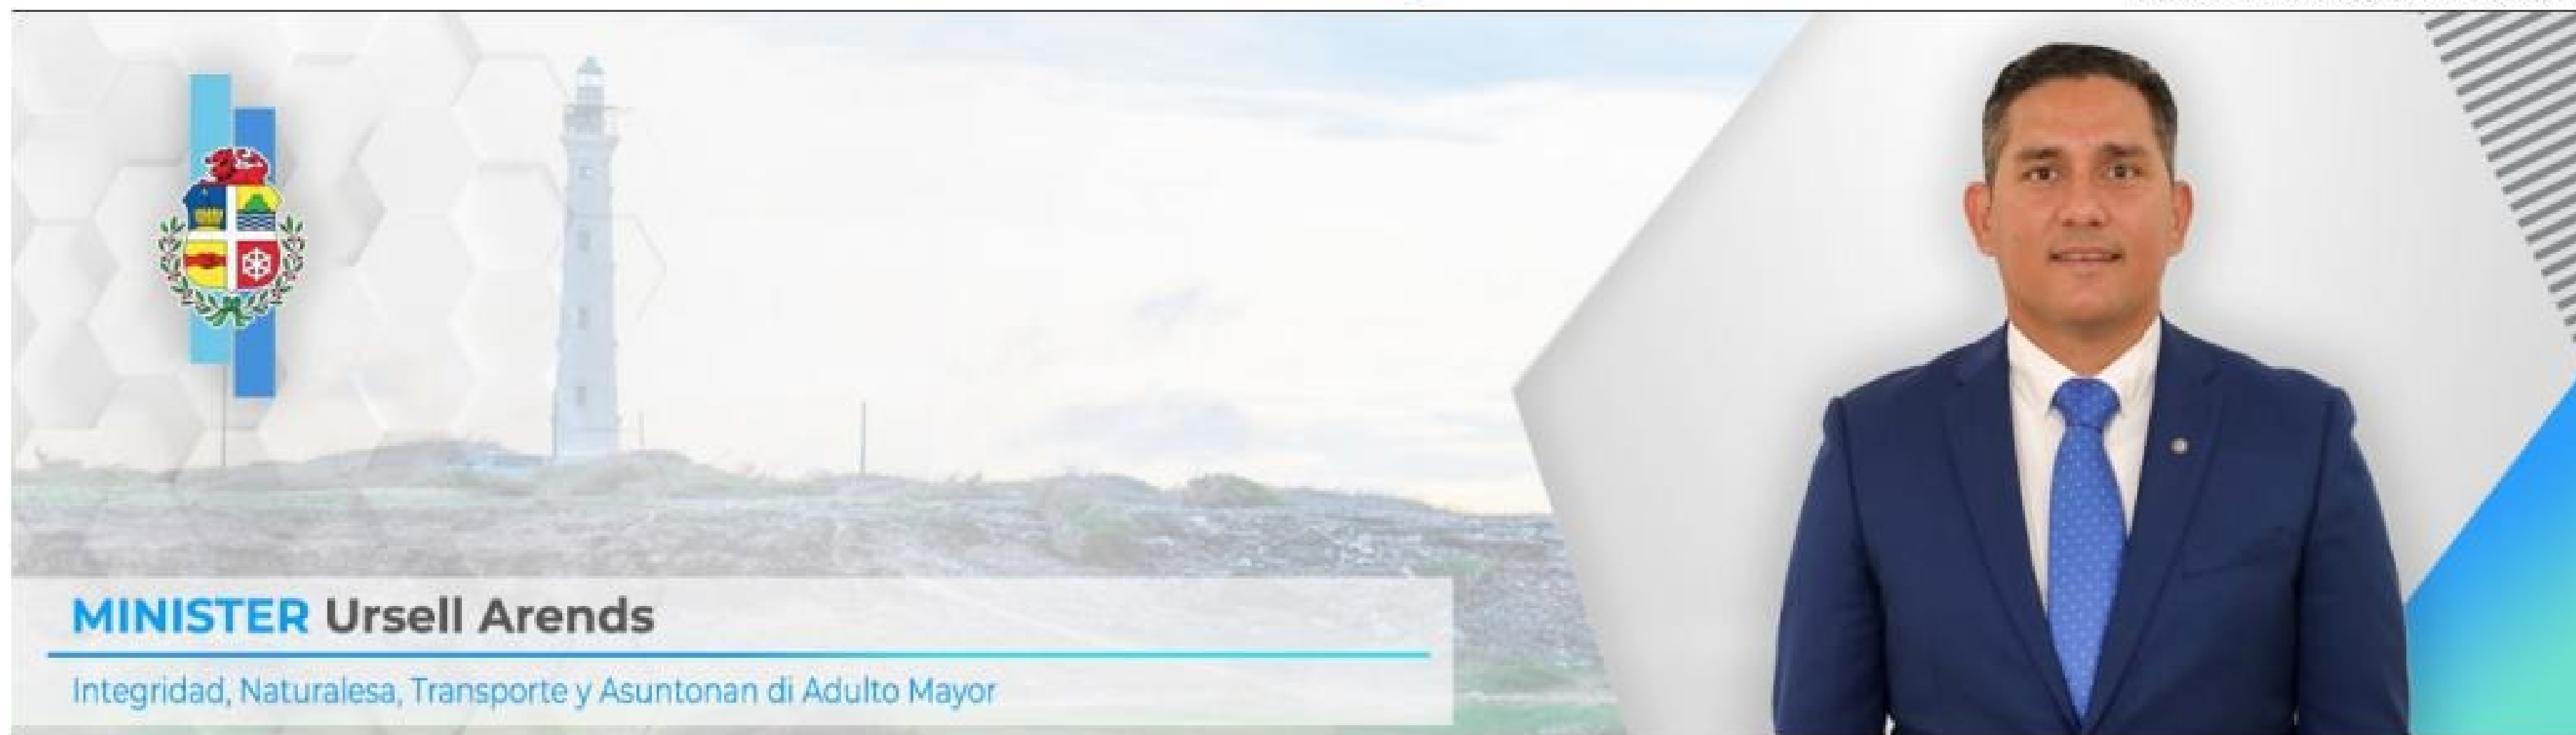 MINISTER Ursell Arends
Integridad, Naturalesa, Transporte y Asuntonan di Adulto Mayor